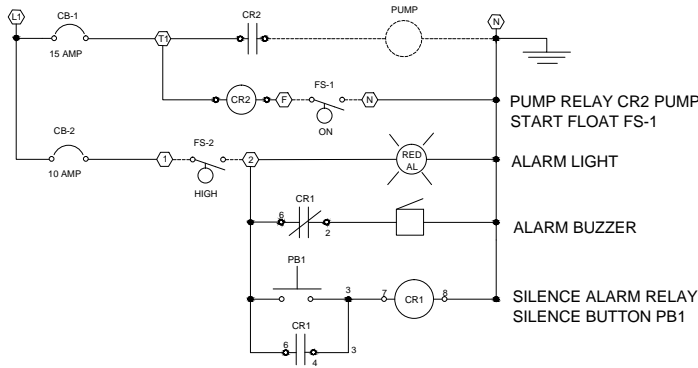 L1
CB-1
15 AMP
T1
CR2
PUMP
N
CR2
F
FS-1
ON
N
PUMP RELAY CR2 PUMP
START FLOAT FS-1
CB-2
10 AMP
1
FS-2
HIGH
2
RED
AL
ALARM LIGHT
CR1
6
2
ALARM BUZZER
PB1
3
7
CR1
8
SILENCE ALARM RELAY
SILENCE BUTTON PB1
CR1
6
4
3